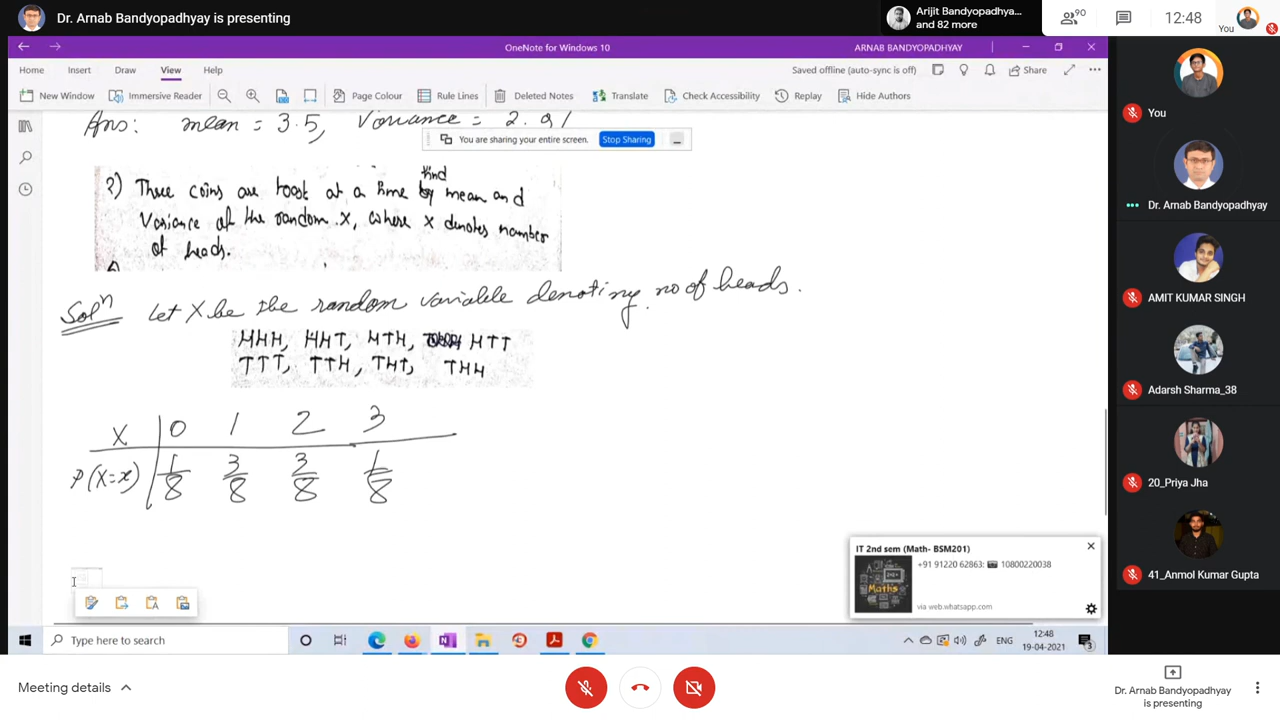 Dr. Arnab Bandyopadhyay is presenting
Arijit Bandyopadhya...
and 82 more
90
12:48
You
OneNote for Windows 10
ARNAB BANDYOPADHYAY
Home Insert Draw View Help
Saved offline (auto-sync is off)
Share
New Window Immersive Reader Page Colour Rule Lines Deleted Notes Translate Check Accessibility Replay Hide Authors
Ans: mean = 3.5, Variance = 2.91
You are sharing your entire screen. Stop Sharing
find
2) Three coins are tost at a time by mean and
Variance of the random X, where X denotes number
of heads.
Solⁿ Let X be the random variable denoting no of heads.
HHH, HHT, HTH, HTT
TTT, TTH, THT, THH
X 0 1 2 3
P(X=x) 1/8 3/8 3/8 1/8
IT 2nd sem (Math- BSM201)
+91 91220 62863: 10800220038
Maths
via web.whatsapp.com
Type here to search
ENG
12:48
19-04-2021
3
You
Dr. Arnab Bandyopadhyay
AMIT KUMAR SINGH
Adarsh Sharma_38
20_Priya Jha
41_Anmol Kumar Gupta
Meeting details
Dr. Arnab Bandyopadhyay
is presenting